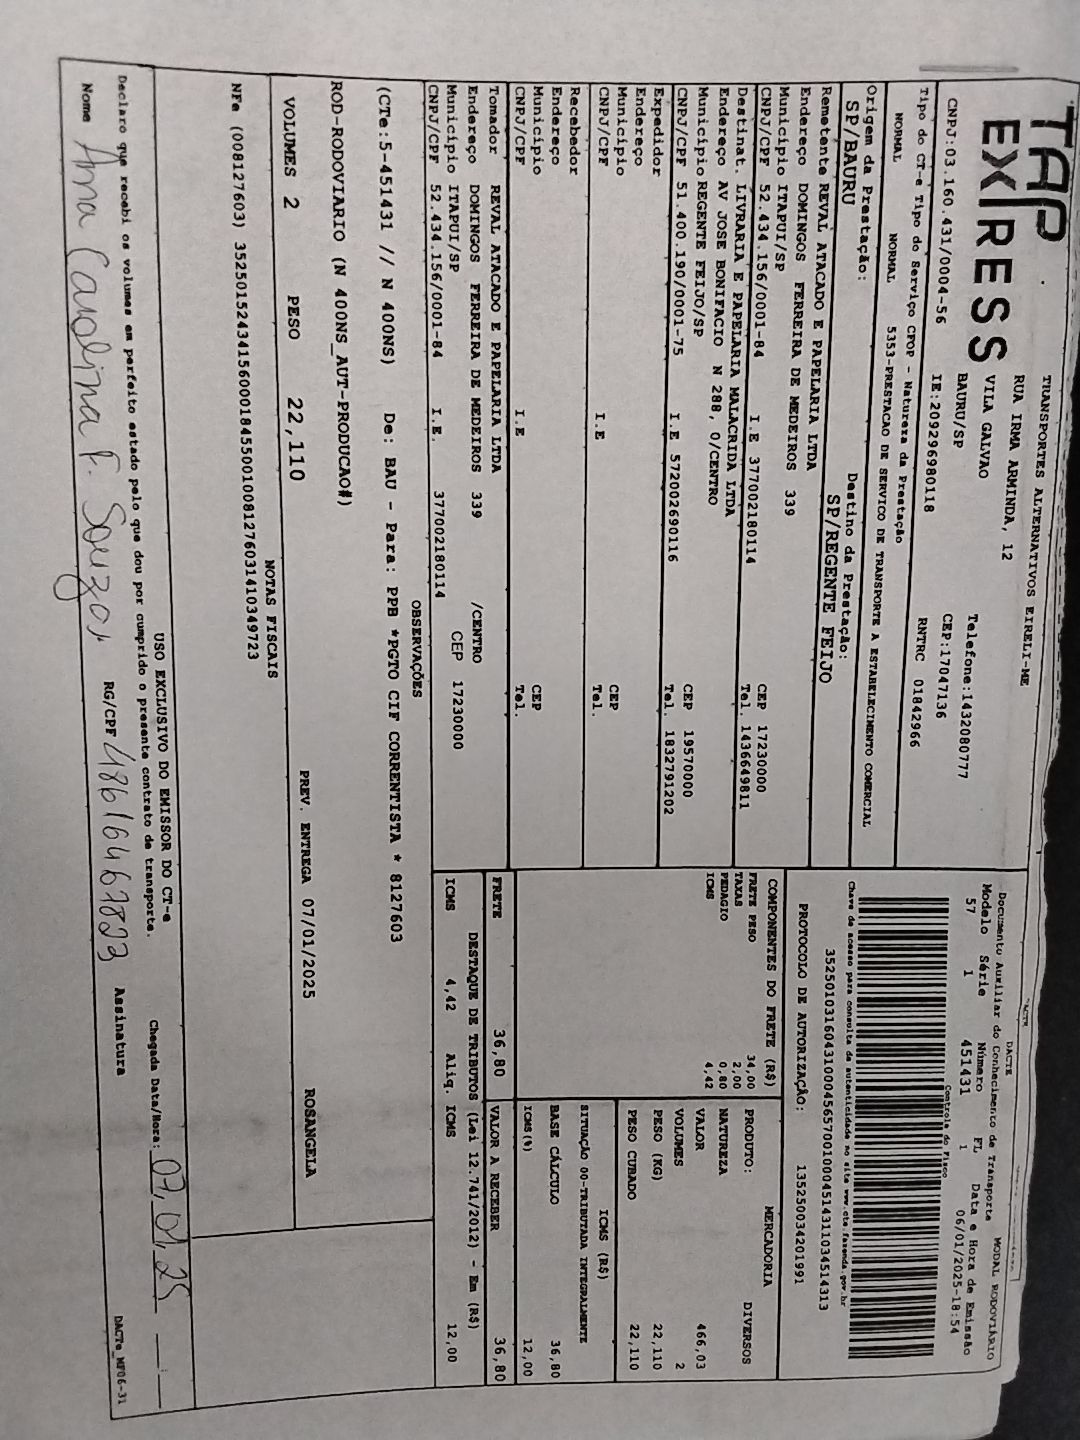 TAP
EXPRESS
TRANSPORTES ALTERNATIVOS EIRELI-ME
RUA IRMA ARMINDA, 12
VILA GALVAO
BAURU/SP
Telefone:1432080777
CEP:17047136
CNPJ:03.160.431/0004-56 IE:209296980118 RNTRC 01842966
Tipo do CT-e Tipo do Serviço CFOP - Natureza da Prestação
NORMAL NORMAL 5353-PRESTACAO DE SERVICO DE TRANSPORTE A ESTABELECIMENTO COMERCIAL
Origem da Prestação: Destino da Prestação:
SP/BAURU SP/REGENTE FEIJO
DACTE MODAL RODOVIÁRIO
Documento Auxiliar do Conhecimento de Transporte
Modelo Série Número FL Data e Hora de Emissão
57 1 451431 1 06/01/2025-18:54
Controle do Fisco
Chave de acesso para consulta de autenticidade no site www.cte.fazenda.gov.br
35250103160431000456570010004514311034514313
PROTOCOLO DE AUTORIZAÇÃO: 135250034201991
Remetente REVAL ATACADO E PAPELARIA LTDA
Endereço DOMINGOS FERREIRA DE MEDEIROS 339
Município ITAPUI/SP CEP 17230000
CNPJ/CPF 52.434.156/0001-84 I.E 377002180114 Tel. 1436649811
Destinat. LIVRARIA E PAPELARIA MALACRIDA LTDA
Endereço AV JOSE BONIFACIO N 288, 0/CENTRO
Município REGENTE FEIJO/SP CEP 19570000
CNPJ/CPF 51.400.190/0001-75 I.E 572002690116 Tel. 1832791202
Expedidor
Endereço
Município CEP
CNPJ/CPF I.E Tel.
Recebedor
Endereço
Município CEP
CNPJ/CPF I.E Tel.
Tomador REVAL ATACADO E PAPELARIA LTDA
Endereço DOMINGOS FERREIRA DE MEDEIROS 339 /CENTRO
Município ITAPUI/SP CEP 17230000
CNPJ/CPF 52.434.156/0001-84 I.E. 377002180114
COMPONENTES DO FRETE (R$)
FRETE PESO 34,00
TAXAS 2,00
PEDAGIO 0,80
ICMS 4,42
MERCADORIA
PRODUTO: DIVERSOS
NATUREZA
VALOR 466,03
VOLUMES 2
PESO (KG) 22,110
PESO CUBADO 22,110
ICMS (R$)
SITUAÇÃO 00-TRIBUTADA INTEGRALMENTE
BASE CÁLCULO 36,80
ICMS(%) 12,00
FRETE 36,80 VALOR A RECEBER 36,80
DESTAQUE DE TRIBUTOS (Lei 12.741/2012) - Em (R$)
ICMS 4,42 Aliq. ICMS 12,00
OBSERVAÇÕES
(CTe:5-451431 // N 400NS) De: BAU - Para: PPB *PGTO CIF CORRENTISTA * 8127603
ROD-RODOVIARIO (N 400NS_AUT-PRODUCAO#)
VOLUMES 2 PESO 22,110 PREV. ENTREGA 07/01/2025 ROSANGELA
NOTAS FISCAIS
NFe (008127603) 35250152434156000184550010081276031410349723
USO EXCLUSIVO DO EMISSOR DO CT-e
Declaro que recebi os volumes em perfeito estado pelo que dou por cumprido o presente contrato de transporte. Chegada Data/Hora: 07, 01, 25 :
Nome Anna Carolina F. Souza RG/CPF 48616467823 Assinatura
DACTe_MF06-31